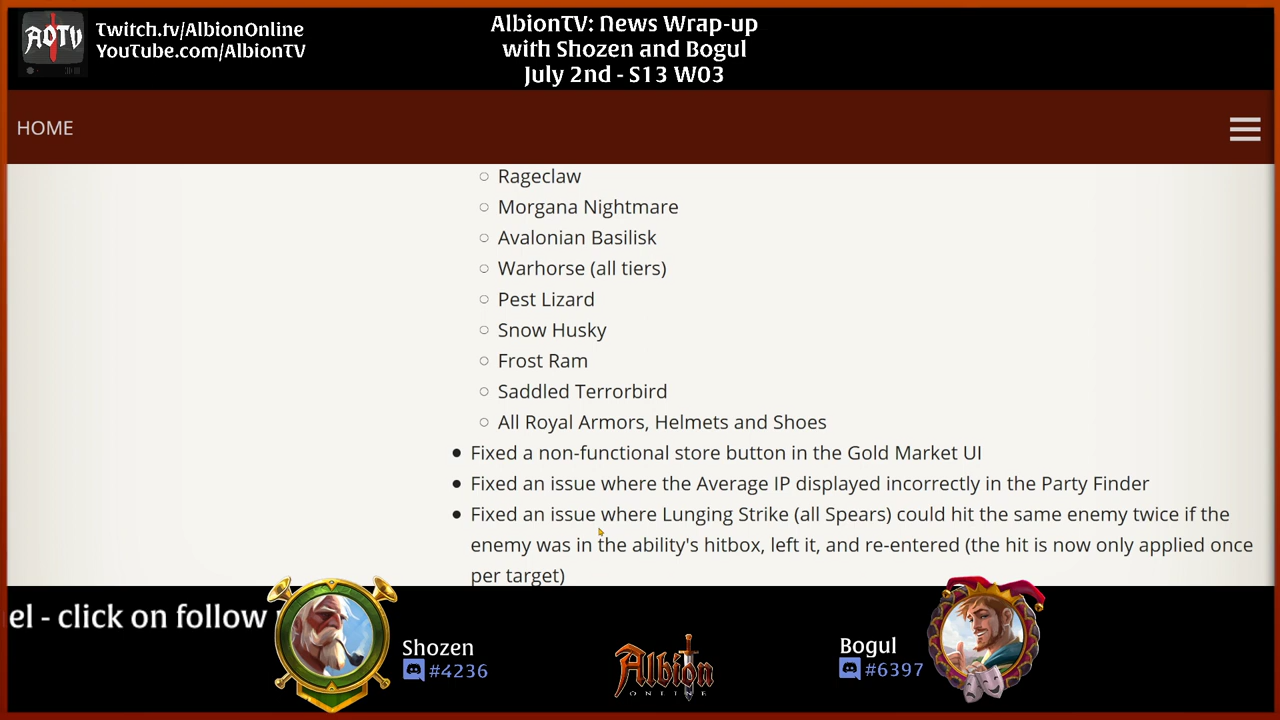 AOTV
Twitch.tv/AlbionOnline
YouTube.com/AlbionTV
AlbionTV: News Wrap-up
with Shozen and Bogul
July 2nd - S13 W03
HOME
Rageclaw
Morgana Nightmare
Avalonian Basilisk
Warhorse (all tiers)
Pest Lizard
Snow Husky
Frost Ram
Saddled Terrorbird
All Royal Armors, Helmets and Shoes
Fixed a non-functional store button in the Gold Market UI
Fixed an issue where the Average IP displayed incorrectly in the Party Finder
Fixed an issue where Lunging Strike (all Spears) could hit the same enemy twice if the
enemy was in the ability's hitbox, left it, and re-entered (the hit is now only applied once
per target)
el - click on follow
Shozen
#4236
Albion
ONLINE
Bogul
#6397